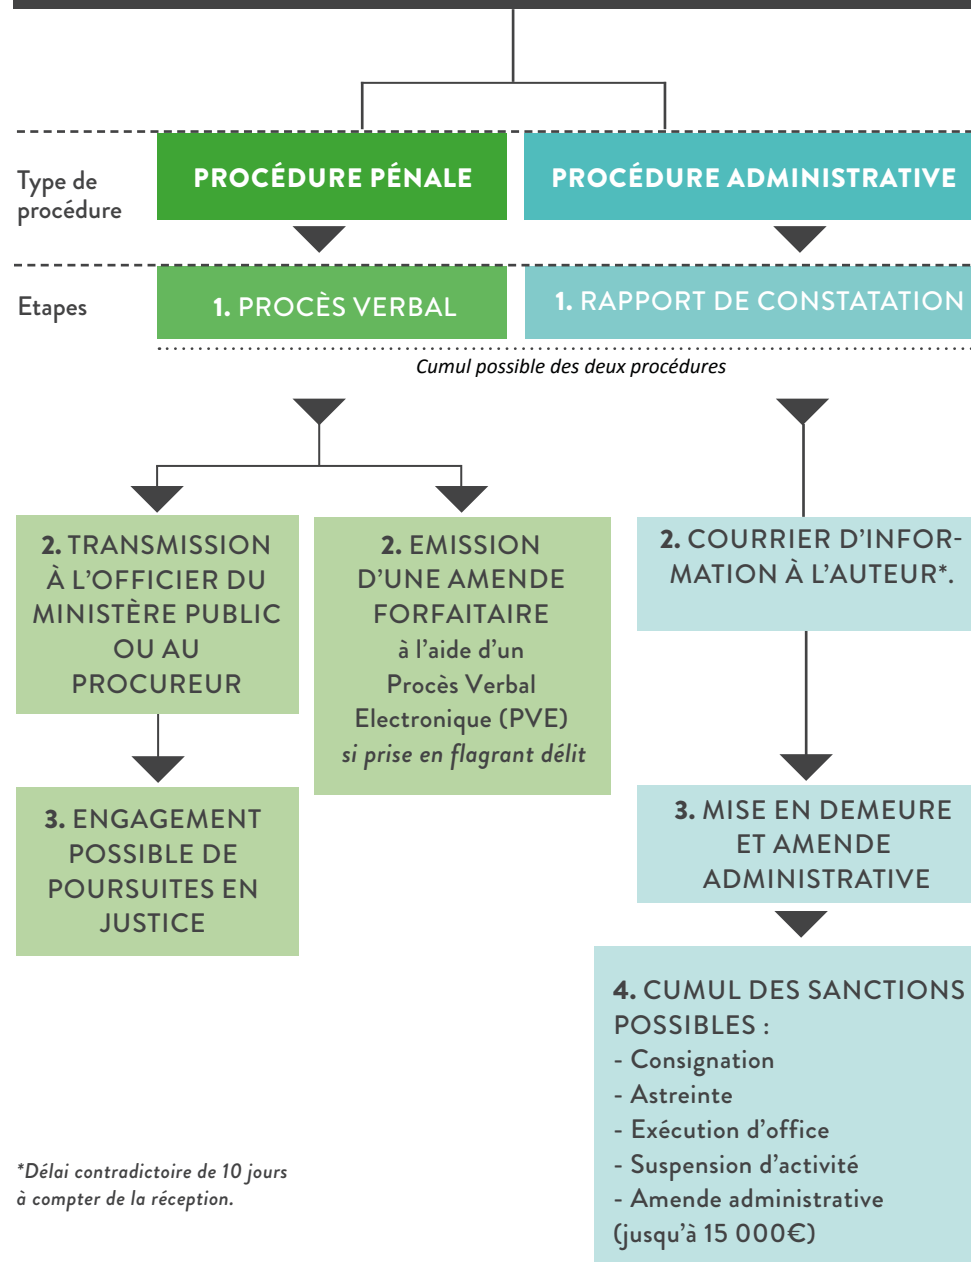 Type de
procédure
PROCÉDURE PÉNALE
PROCÉDURE ADMINISTRATIVE
Etapes
1. PROCÈS VERBAL
1. RAPPORT DE CONSTATATION
Cumul possible des deux procédures
2. TRANSMISSION
À L'OFFICIER DU
MINISTÈRE PUBLIC
OU AU
PROCUREUR
2. EMISSION
D'UNE AMENDE
FORFAITAIRE
à l'aide d'un
Procès Verbal
Electronique (PVE)
si prise en flagrant délit
2. COURRIER D'INFOR-
MATION À L'AUTEUR*.
3. ENGAGEMENT
POSSIBLE DE
POURSUITES EN
JUSTICE
3. MISE EN DEMEURE
ET AMENDE
ADMINISTRATIVE
4. CUMUL DES SANCTIONS
POSSIBLES :
- Consignation
- Astreinte
- Exécution d'office
- Suspension d'activité
- Amende administrative
(jusqu'à 15 000€)
*Délai contradictoire de 10 jours
à compter de la réception.